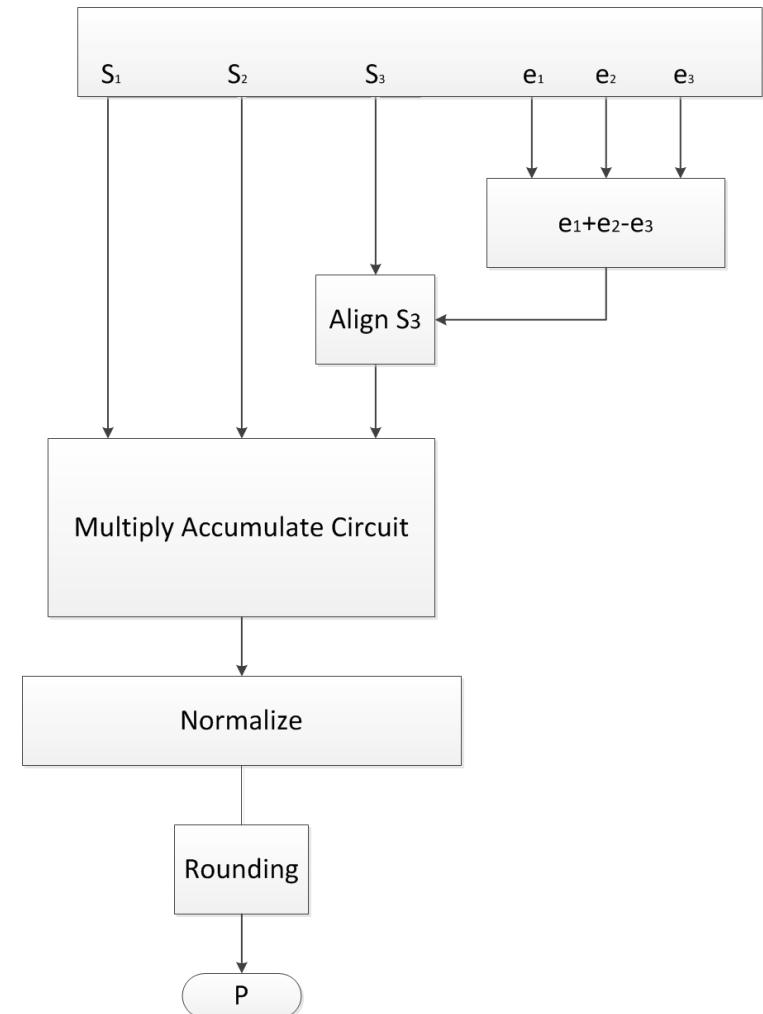 S₁ S₂ S₃ e₁ e₂ e₃
e₁+e₂-e₃
Align S3
Multiply Accumulate Circuit
Normalize
Rounding
P